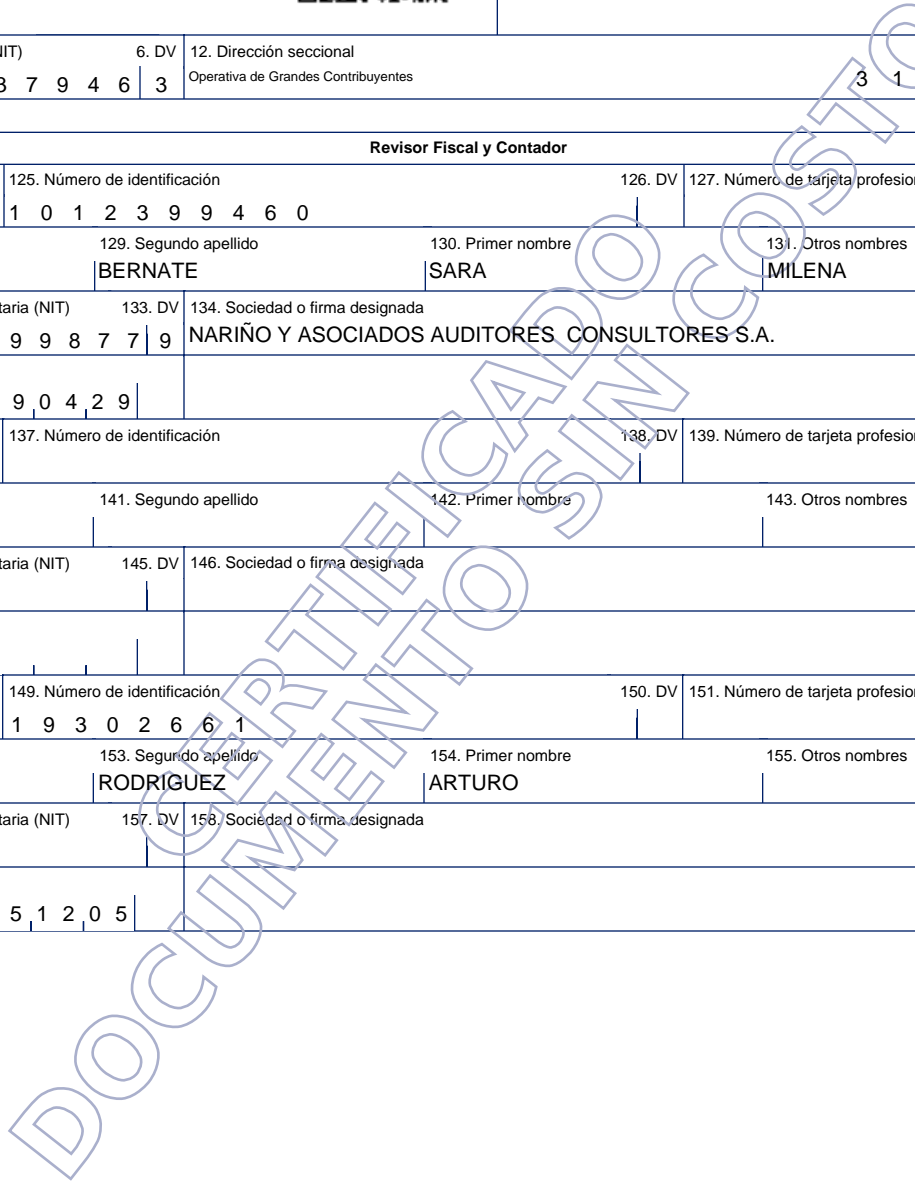 6. DV 12. Dirección seccional
7 9 4 6 3 Operativa de Grandes Contribuyentes 3 1
Revisor Fiscal y Contador
125. Número de identificación 126. DV 127. Número de tarjeta profesio
1 0 1 2 3 9 9 4 6 0
129. Segundo apellido 130. Primer nombre 131. Otros nombres
BERNATE SARA MILENA
taria (NIT) 133. DV 134. Sociedad o firma designada
9 9 8 7 7 9 NARIÑO Y ASOCIADOS AUDITORES CONSULTORES S.A.
9 0 4 2 9
137. Número de identificación 138. DV 139. Número de tarjeta profesio
141. Segundo apellido 142. Primer nombre 143. Otros nombres
taria (NIT) 145. DV 146. Sociedad o firma designada
149. Número de identificación 150. DV 151. Número de tarjeta profesio
1 9 3 0 2 6 6 1
153. Segundo apellido 154. Primer nombre 155. Otros nombres
RODRIGUEZ ARTURO
taria (NIT) 157. DV 158. Sociedad o firma designada
5 1 2 0 5
CERTIFICADO
DOCUMENTO SIN COSTO